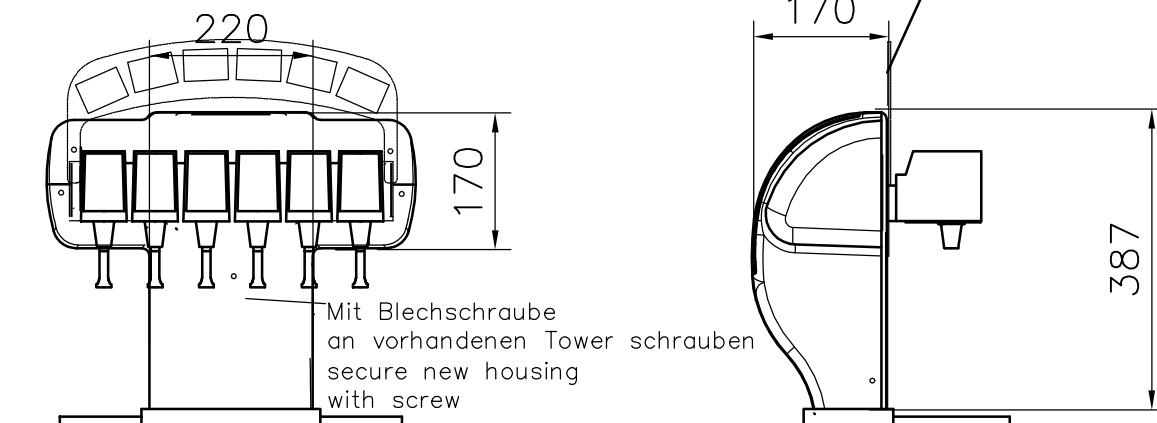 220
170
170
387
Mit Blechschraube
an vorhandenen Tower schrauben
secure new housing
with screw